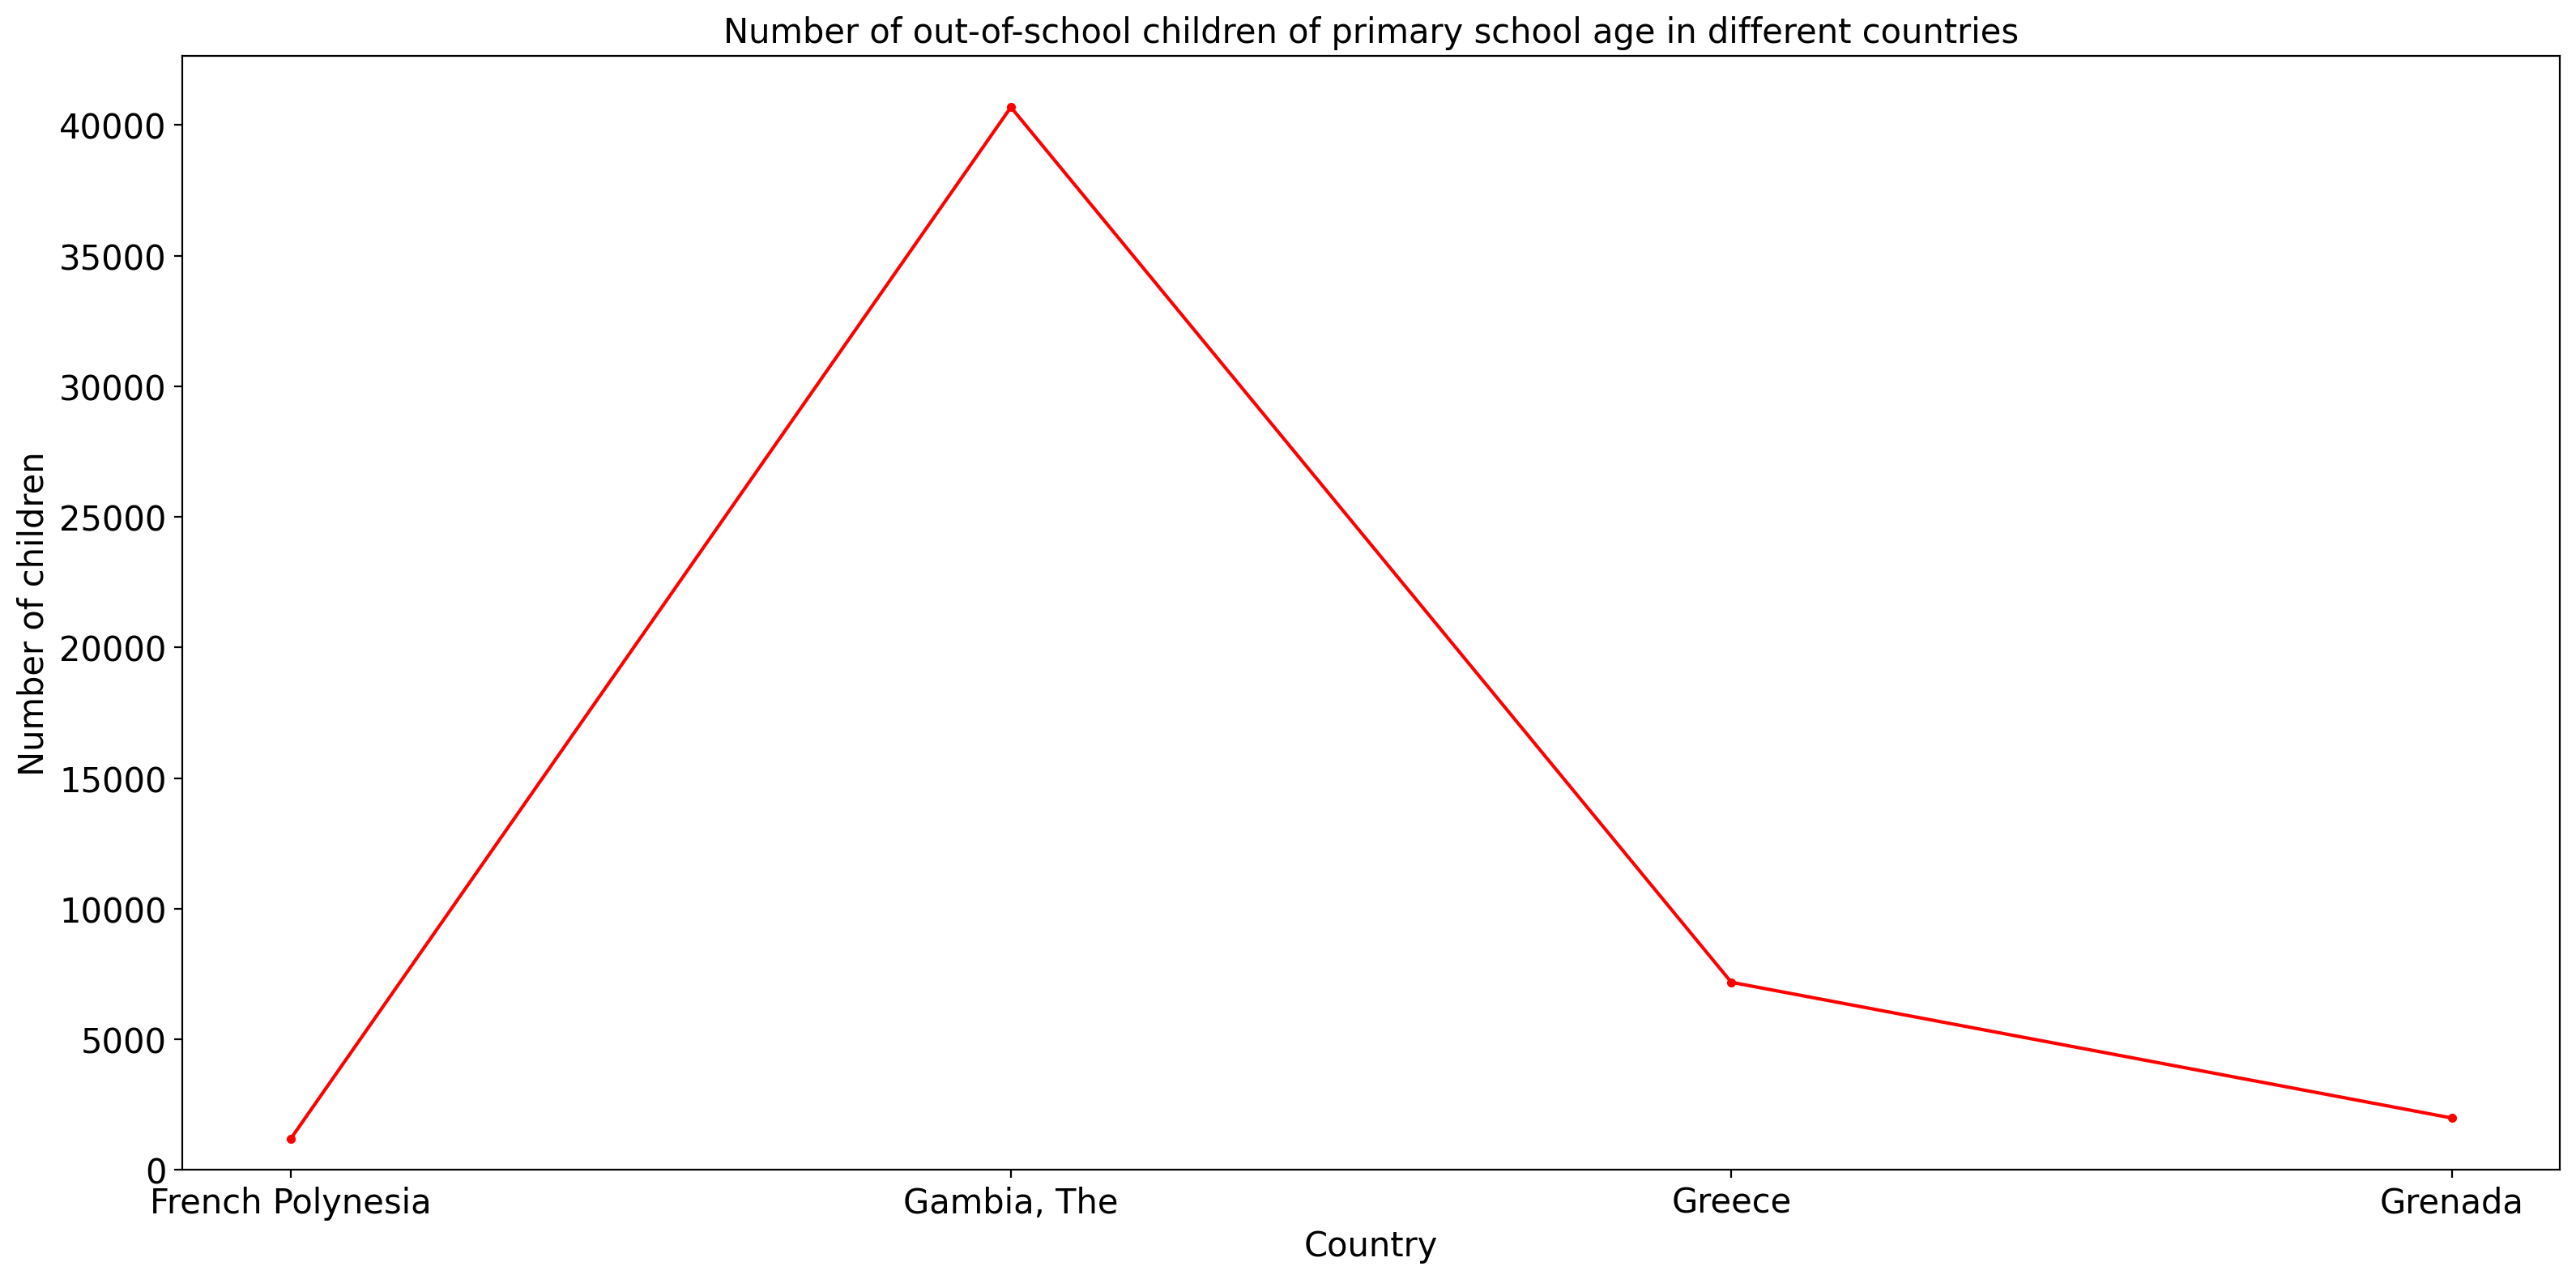 Number of out-of-school children of primary school age in different countries
40000
35000
30000
25000
20000
15000
10000
5000
0
Number of children
French Polynesia
Gambia, The
Greece
Grenada
Country